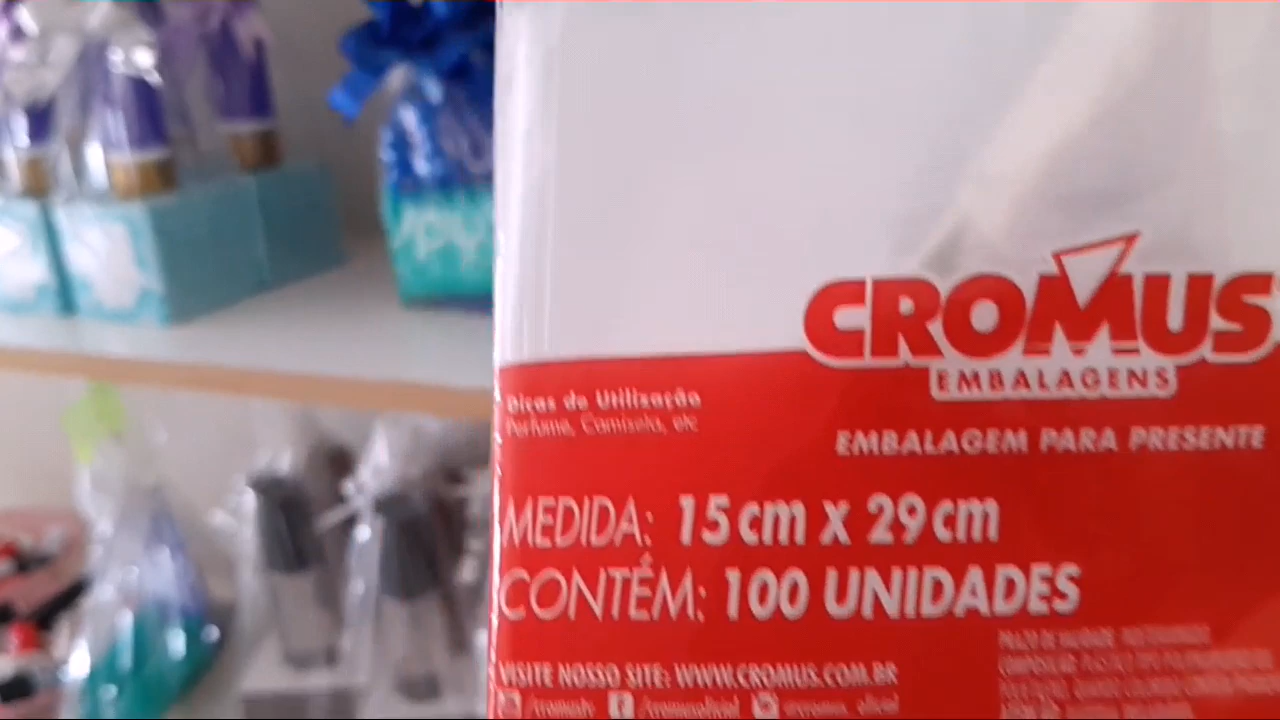 CROMUS
EMBALAGENS
EMBALAGEM PARA PRESENTE
Dicas de Utilização
Perfume, Camiseta, etc
MEDIDA: 15 cm x 29 cm
CONTÉM: 100 UNIDADES
VISITE NOSSO SITE: WWW.CROMUS.COM.BR